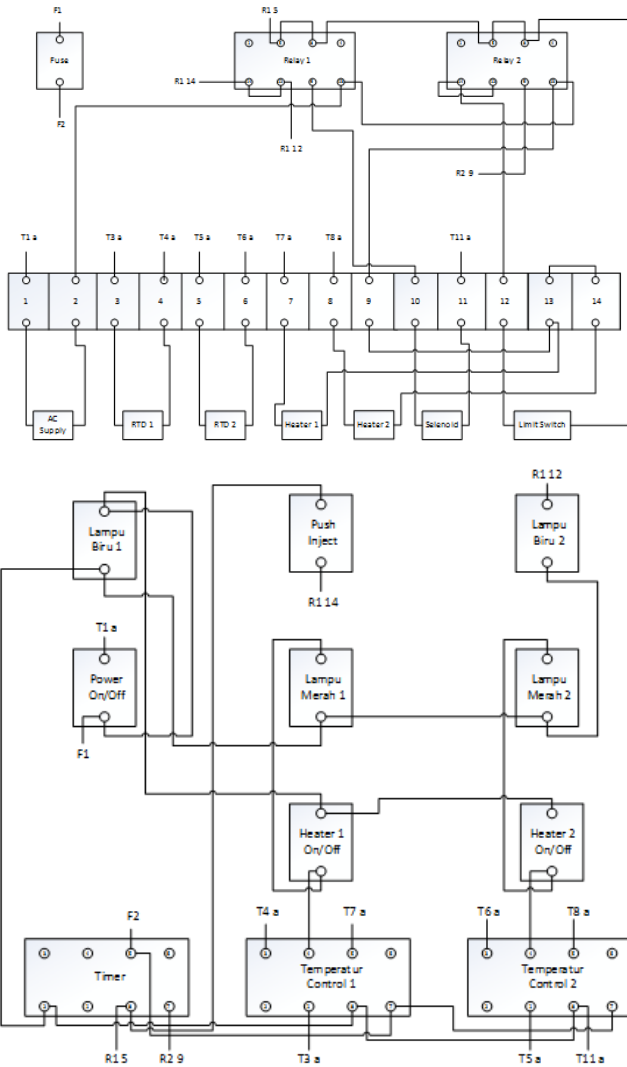 F1
Fuse
F2
R1 5
Relay 1
R1 14
R1 12
Relay 2
R2 9
T1 a
T3 a
T4 a
T5 a
T6 a
T7 a
T8 a
T11 a
1
2
3
4
5
6
7
8
9
10
11
12
13
14
AC
Supply
RTD 1
RTD 2
Heater 1
Heater 2
Selenoid
Limit Switch
Lampu
Biru 1
Push
Inject
R1 14
R1 12
Lampu
Biru 2
T1 a
Power
On/Off
F1
Lampu
Merah 1
Lampu
Merah 2
Heater 1
On/Off
Heater 2
On/Off
F2
Timer
R1 5
R2 9
T4 a
T7 a
Temperatur
Control 1
T3 a
T6 a
T8 a
Temperatur
Control 2
T5 a
T11 a